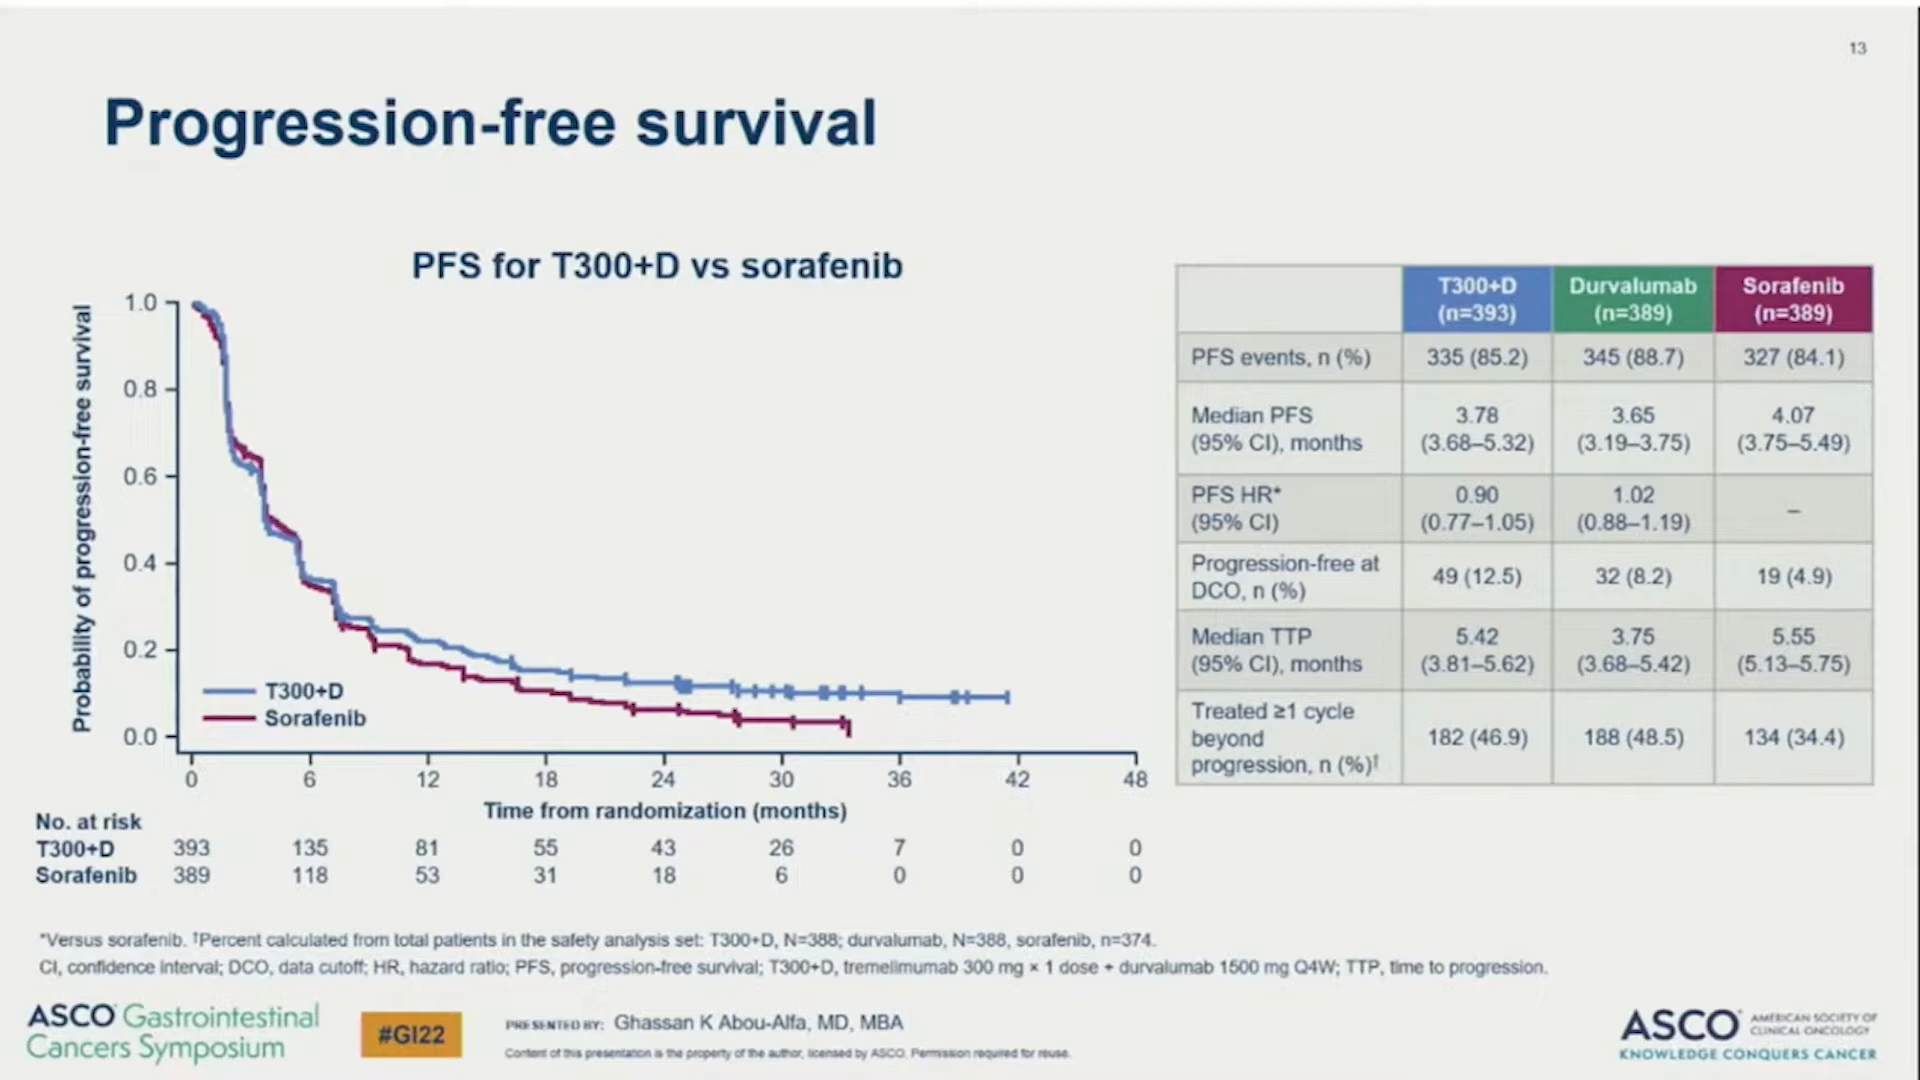 13
Progression-free survival
PFS for T300+D vs sorafenib
Probability of progression-free survival
1.0
0.8
0.6
0.4
0.2
0.0
T300+D
Sorafenib
0 6 12 18 24 30 36 42 48
Time from randomization (months)
No. at risk
T300+D 393 135 81 55 43 26 7 0 0
Sorafenib 389 118 53 31 18 6 0 0 0
T300+D (n=393) Durvalumab (n=389) Sorafenib (n=389)
PFS events, n (%) 335 (85.2) 345 (88.7) 327 (84.1)
Median PFS (95% CI), months 3.78 (3.68–5.32) 3.65 (3.19–3.75) 4.07 (3.75–5.49)
PFS HR* (95% CI) 0.90 (0.77–1.05) 1.02 (0.88–1.19) –
Progression-free at DCO, n (%) 49 (12.5) 32 (8.2) 19 (4.9)
Median TTP (95% CI), months 5.42 (3.81–5.62) 3.75 (3.68–5.42) 5.55 (5.13–5.75)
Treated ≥1 cycle beyond progression, n (%)† 182 (46.9) 188 (48.5) 134 (34.4)
*Versus sorafenib. †Percent calculated from total patients in the safety analysis set: T300+D, N=388; durvalumab, N=388, sorafenib, n=374.
CI, confidence interval; DCO, data cutoff; HR, hazard ratio; PFS, progression-free survival; T300+D, tremelimumab 300 mg × 1 dose + durvalumab 1500 mg Q4W; TTP, time to progression.
ASCO Gastrointestinal
Cancers Symposium
#GI22
PRESENTED BY: Ghassan K Abou-Alfa, MD, MBA
Content of this presentation is the property of the author, licensed by ASCO. Permission required for reuse.
ASCO AMERICAN SOCIETY OF
CLINICAL ONCOLOGY
KNOWLEDGE CONQUERS CANCER